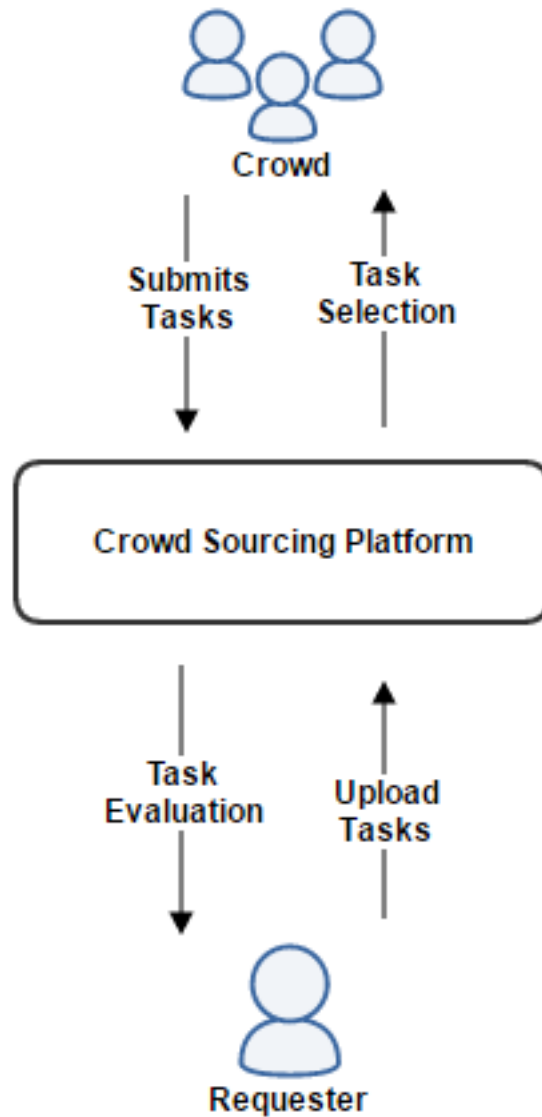 Crowd
Submits
Tasks
Task
Selection
Crowd Sourcing Platform
Task
Evaluation
Upload
Tasks
Requester